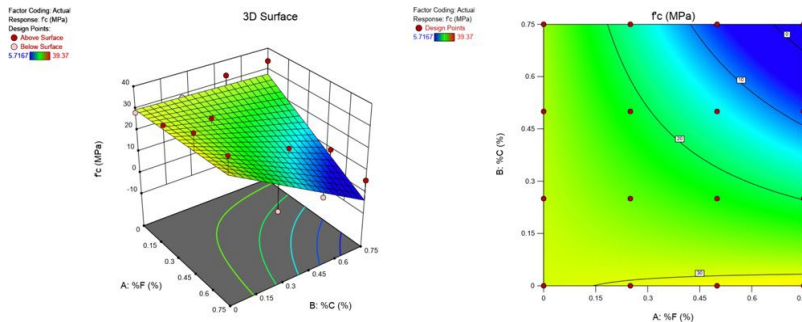 Factor Coding: Actual
Response: f'c (MPa)
Design Points:
Above Surface
Below Surface
5.7167 39.37
3D Surface
f'c (MPa)
40
30
20
10
0
-10
0
0.15
0.3
0.45
0.6
0.75
A: %F (%)
0
0.15
0.3
0.45
0.6
0.75
B: %C (%)
Factor Coding: Actual
Response: f'c (MPa)
Design Points
5.7167 39.37
f'c (MPa)
B: %C (%)
0.75
0.6
0.45
0.3
0.15
0
0
10
20
30
0
0.15
0.3
0.45
0.6
0.75
A: %F (%)